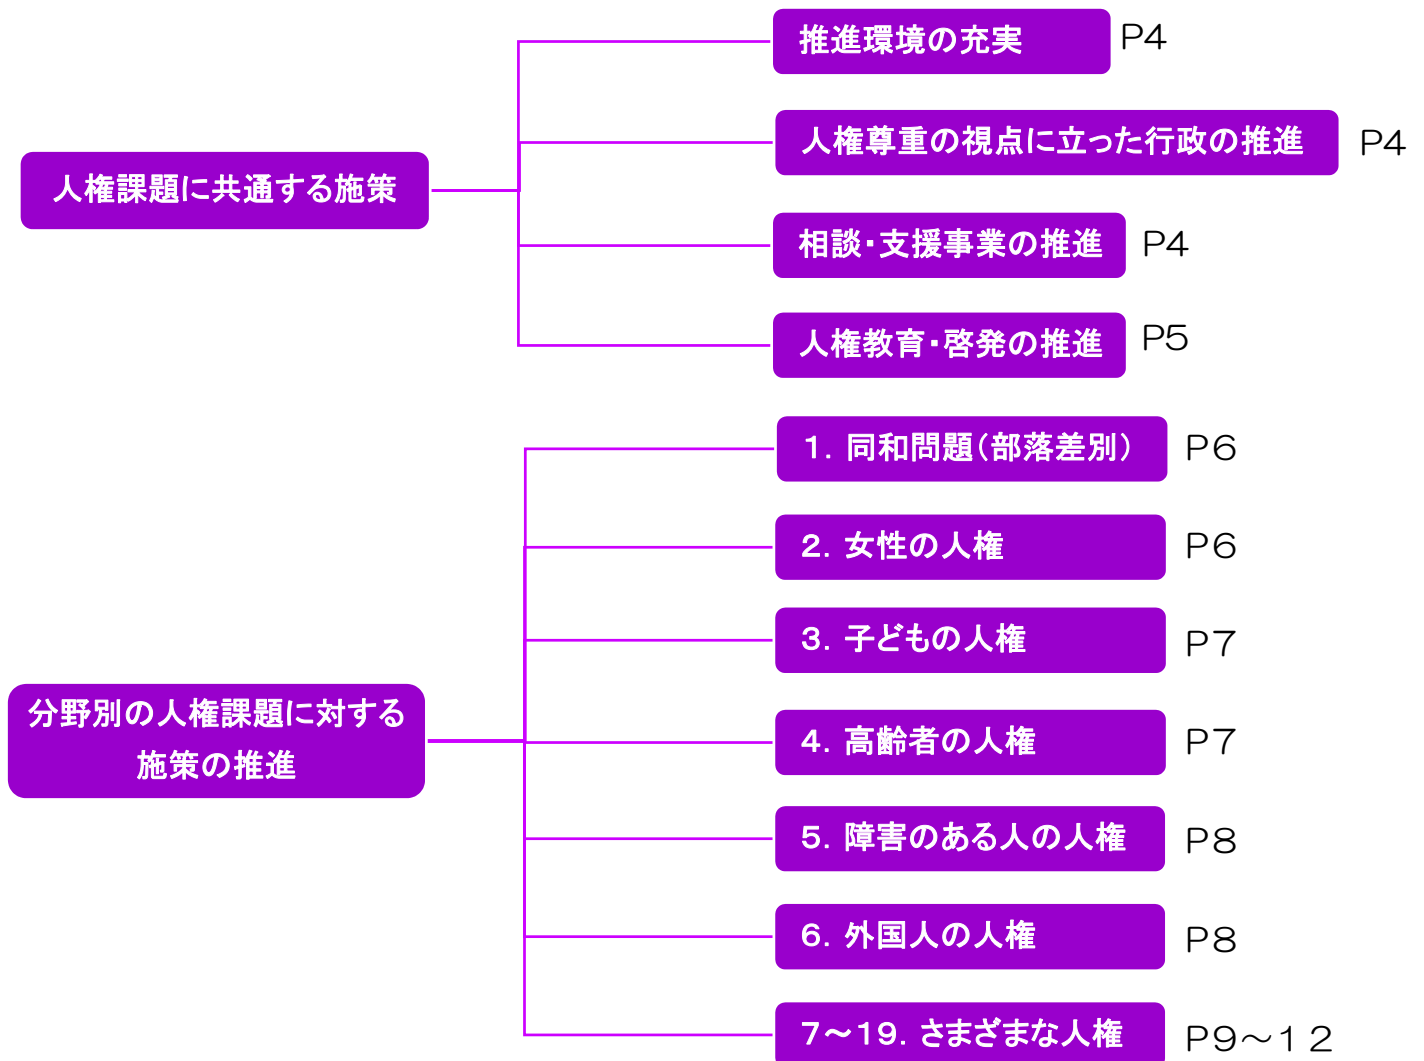 人権課題に共通する施策
推進環境の充実 P4
人権尊重の視点に立った行政の推進 P4
相談・支援事業の推進 P4
人権教育・啓発の推進 P5
分野別の人権課題に対する
施策の推進
1．同和問題（部落差別） P6
2．女性の人権 P6
3．子どもの人権 P7
4．高齢者の人権 P7
5．障害のある人の人権 P8
6．外国人の人権 P8
7～19．さまざまな人権 P9～12